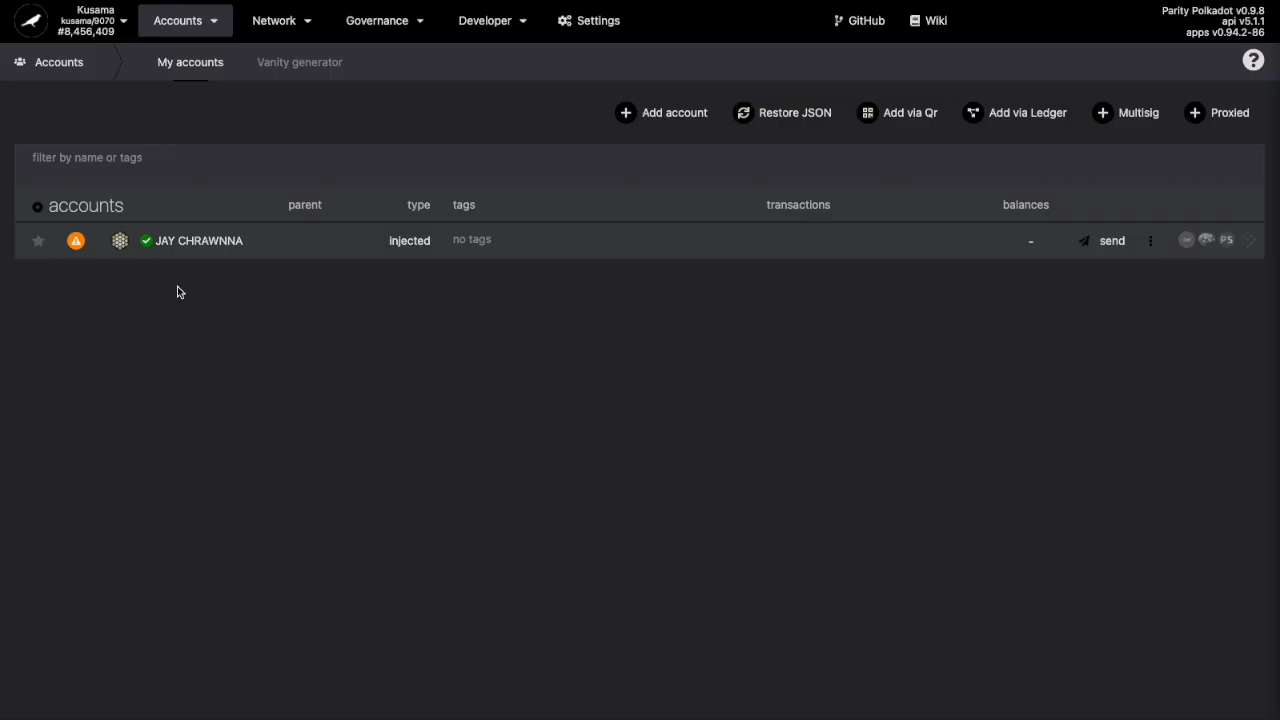 Kusama
kusama/9070
#8,456,409
Accounts
Network
Governance
Developer
Settings
GitHub
Wiki
Parity Polkadot v0.9.8
api v5.1.1
apps v0.94.2-86
Accounts
My accounts
Vanity generator
?
Add account
Restore JSON
Add via Qr
Add via Ledger
Multisig
Proxied
filter by name or tags
accounts
parent
type
tags
transactions
balances
JAY CHRAWNNA
injected
no tags
-
send
PS